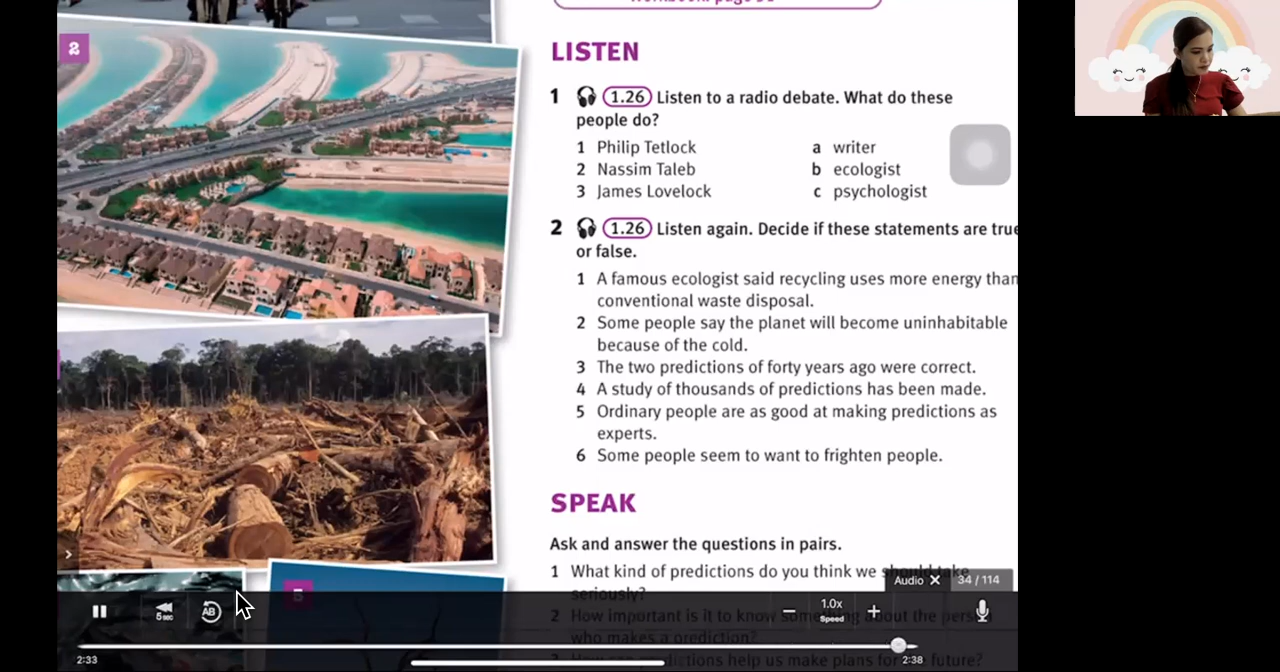 Workbook: page 31
2
LISTEN
1 1.26 Listen to a radio debate. What do these
people do?
1 Philip Tetlock a writer
2 Nassim Taleb b ecologist
3 James Lovelock c psychologist
2 1.26 Listen again. Decide if these statements are true
or false.
1 A famous ecologist said recycling uses more energy than
conventional waste disposal.
2 Some people say the planet will become uninhabitable
because of the cold.
3 The two predictions of forty years ago were correct.
4 A study of thousands of predictions has been made.
5 Ordinary people are as good at making predictions as
experts.
6 Some people seem to want to frighten people.
SPEAK
Ask and answer the questions in pairs.
1 What kind of predictions do you think we should take
seriously?
2 How important is it to know something about the person
who makes a prediction?
3 How can predictions help us make plans for the future?
5
Audio ✕ 34 / 114
5 sec
AB
− 1.0x +
Speed
2:33
2:38